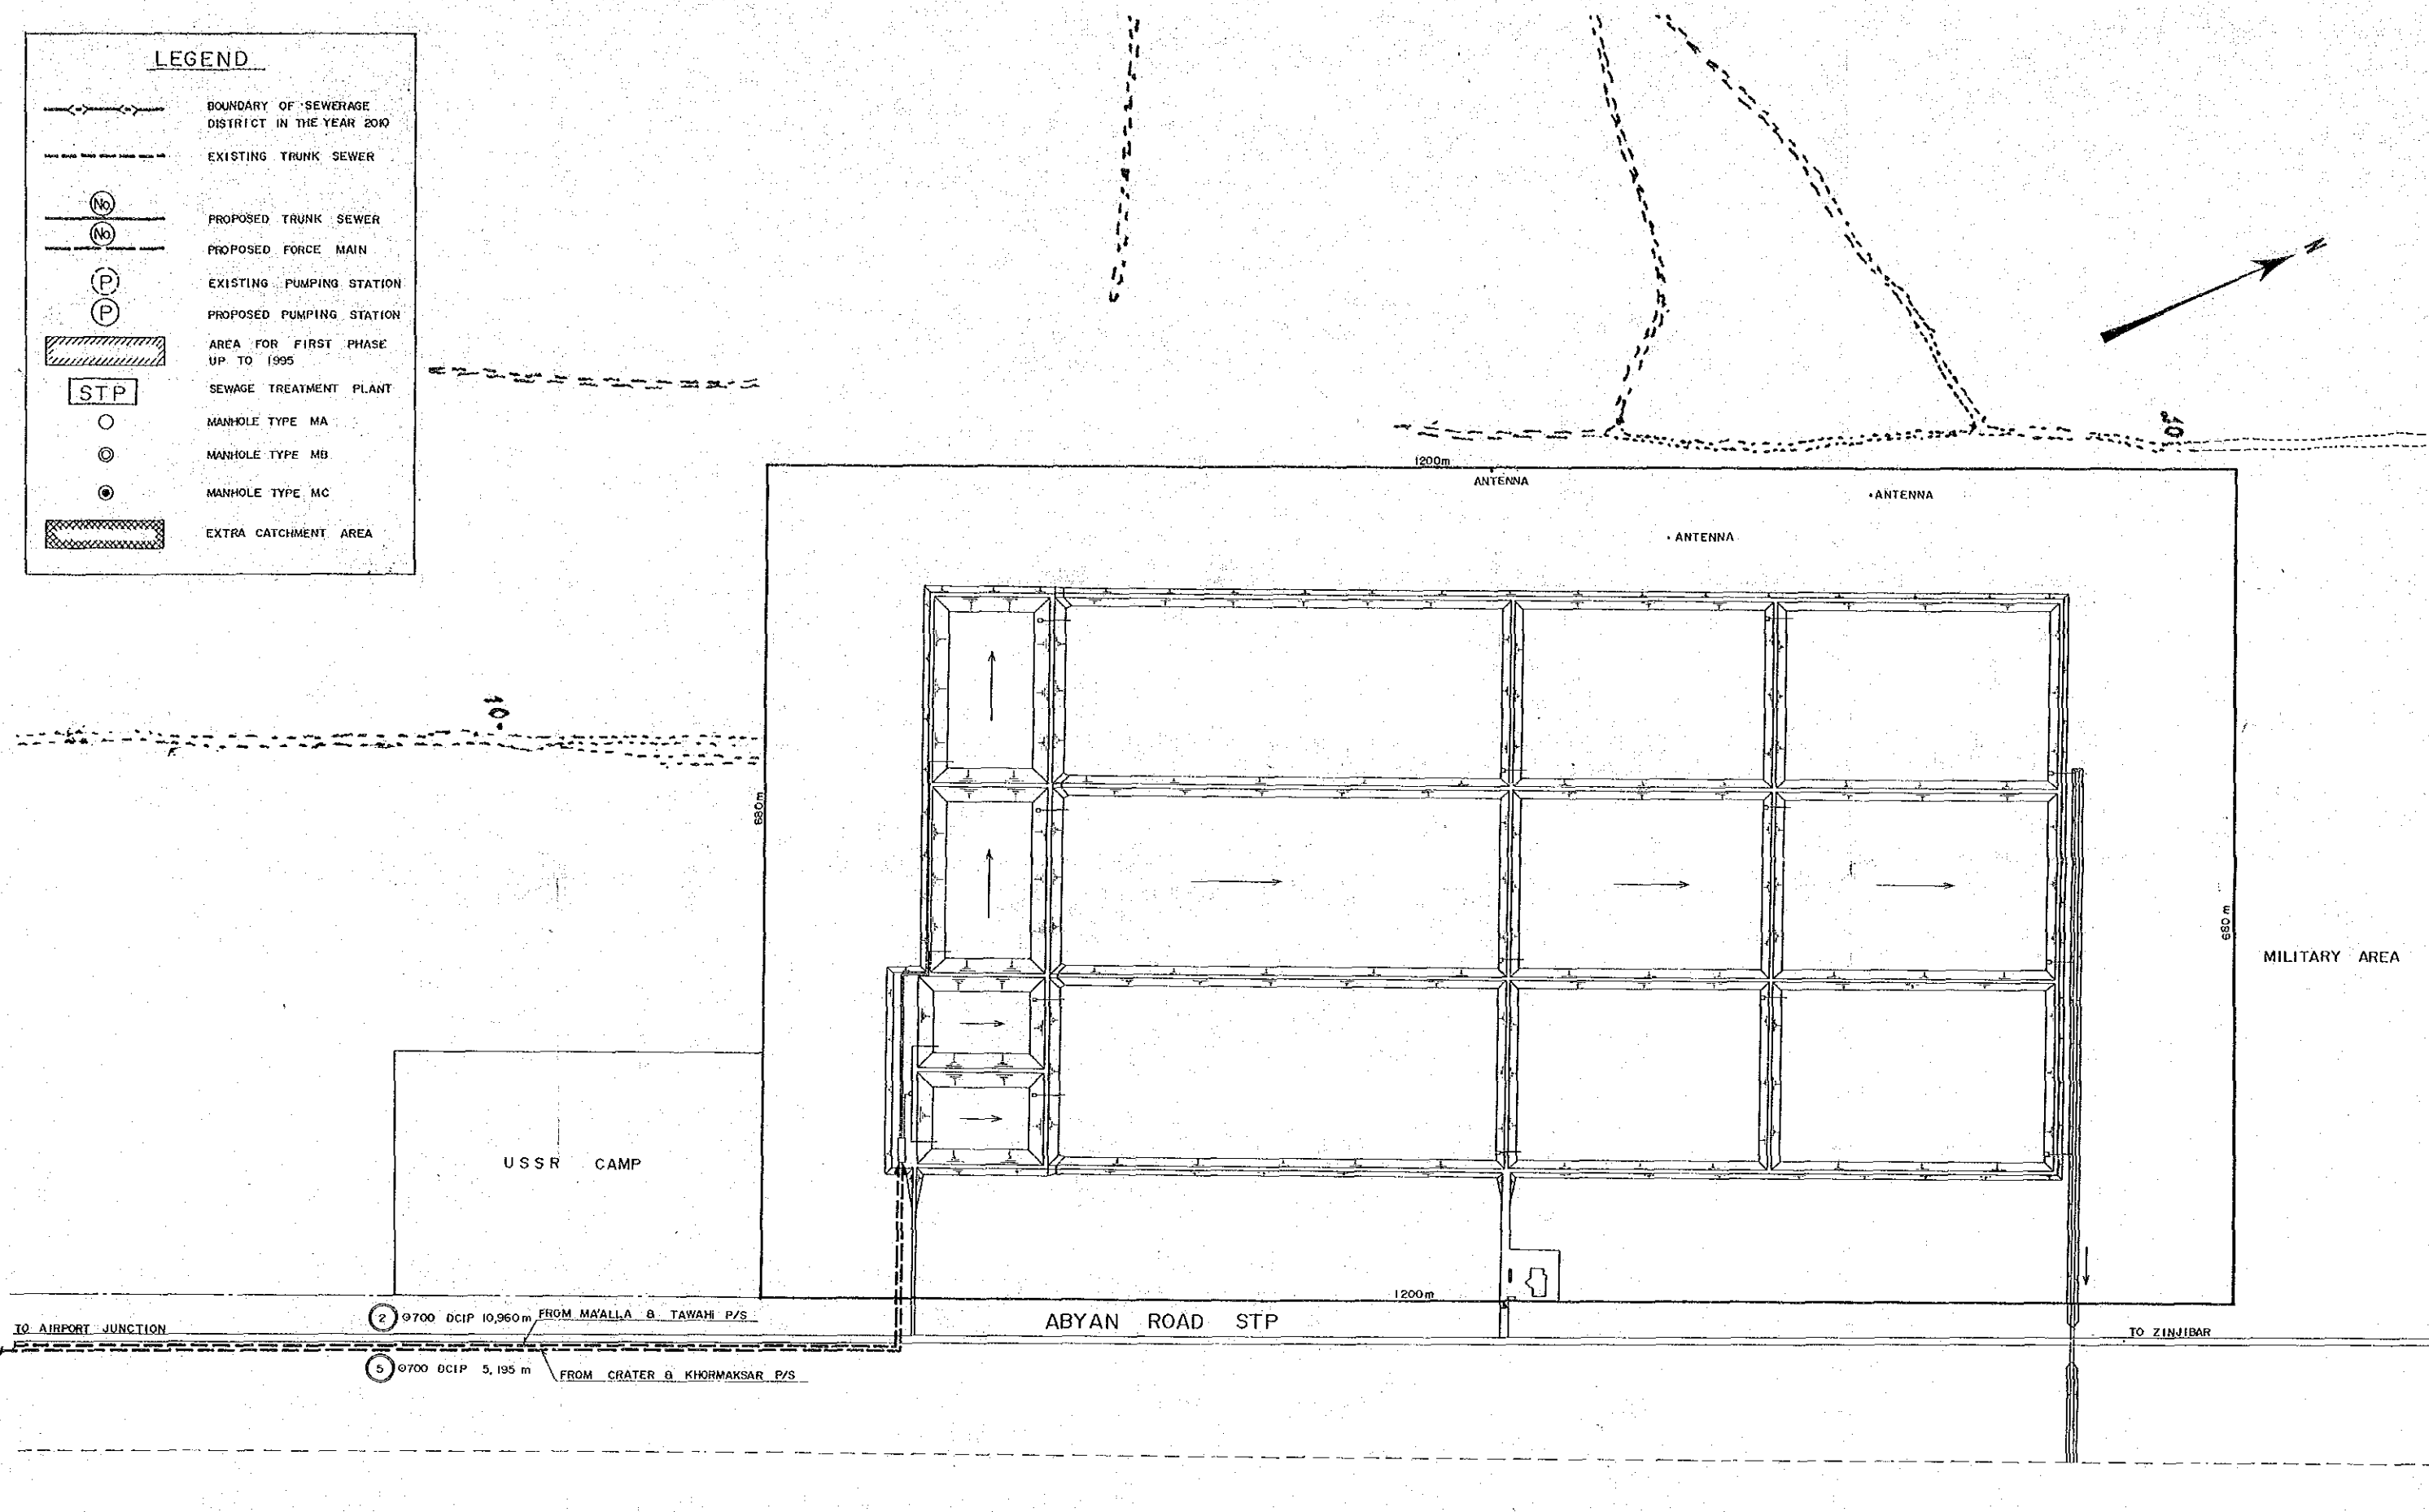 LEGEND
BOUNDARY OF SEWERAGE
DISTRICT IN THE YEAR 2010
EXISTING TRUNK SEWER
No.
PROPOSED TRUNK SEWER
No.
PROPOSED FORCE MAIN
P
EXISTING PUMPING STATION
P
PROPOSED PUMPING STATION
AREA FOR FIRST PHASE
UP TO 1995
STP
SEWAGE TREATMENT PLANT
MANHOLE TYPE MA
MANHOLE TYPE MB
MANHOLE TYPE MC
EXTRA CATCHMENT AREA
N
1200m
ANTENNA
ANTENNA
ANTENNA
680m
680m
MILITARY AREA
USSR CAMP
1200m
ABYAN ROAD STP
TO AIRPORT JUNCTION
2 ⌀700 DCIP 10,960m FROM MA'ALLA & TAWAHI P/S
5 ⌀700 DCIP 5,195 m FROM CRATER & KHORMAKSAR P/S
TO ZINJIBAR